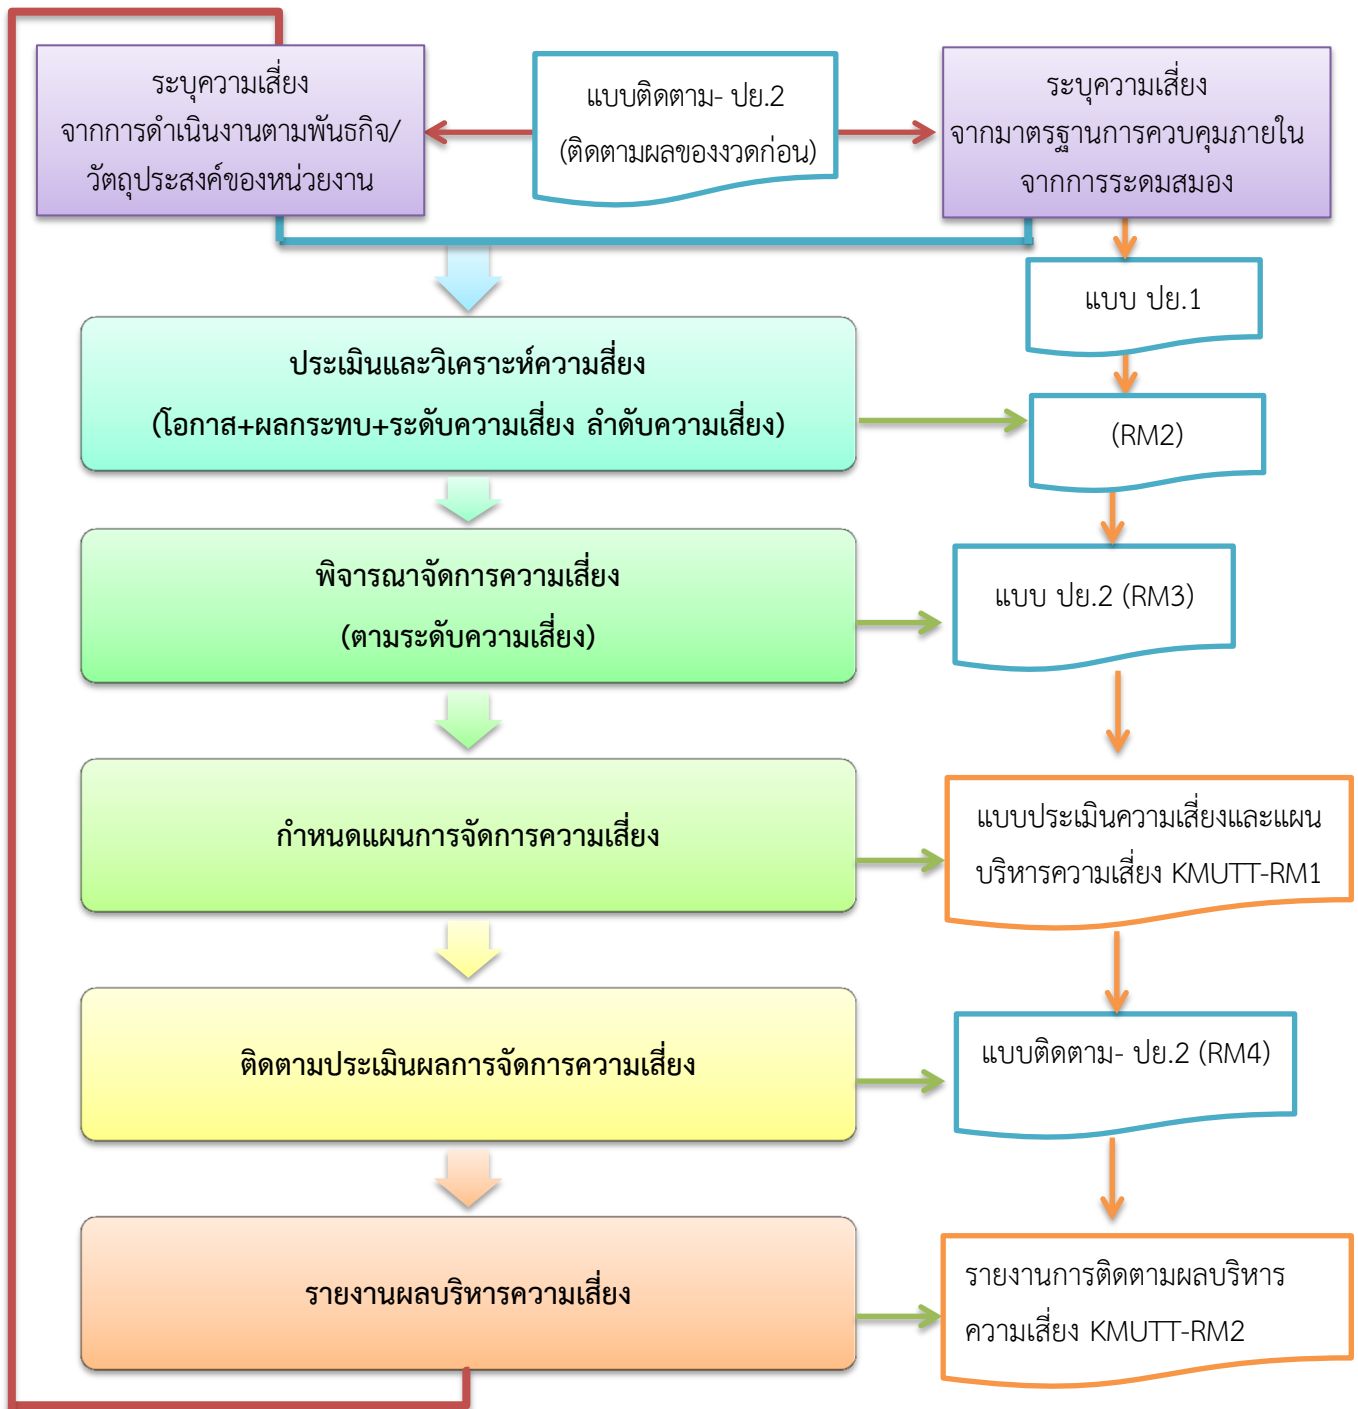 ระบุความเสี่ยง
จากการดำเนินงานตามพันธกิจ/
วัตถุประสงค์ของหน่วยงาน
แบบติดตาม- ปย.2
(ติดตามผลของงวดก่อน)
ระบุความเสี่ยง
จากมาตรฐานการควบคุมภายใน
จากการระดมสมอง
แบบ ปย.1
ประเมินและวิเคราะห์ความสี่ยง
(โอกาส+ผลกระทบ+ระดับความเสี่ยง ลำดับความเสี่ยง)
(RM2)
พิจารณาจัดการความเสี่ยง
(ตามระดับความเสี่ยง)
แบบ ปย.2 (RM3)
กำหนดแผนการจัดการความเสี่ยง
แบบประเมินความเสี่ยงและแผน
บริหารความเสี่ยง KMUTT-RM1
ติดตามประเมินผลการจัดการความเสี่ยง
แบบติดตาม- ปย.2 (RM4)
รายงานผลบริหารความเสี่ยง
รายงานการติดตามผลบริหาร
ความเสี่ยง KMUTT-RM2